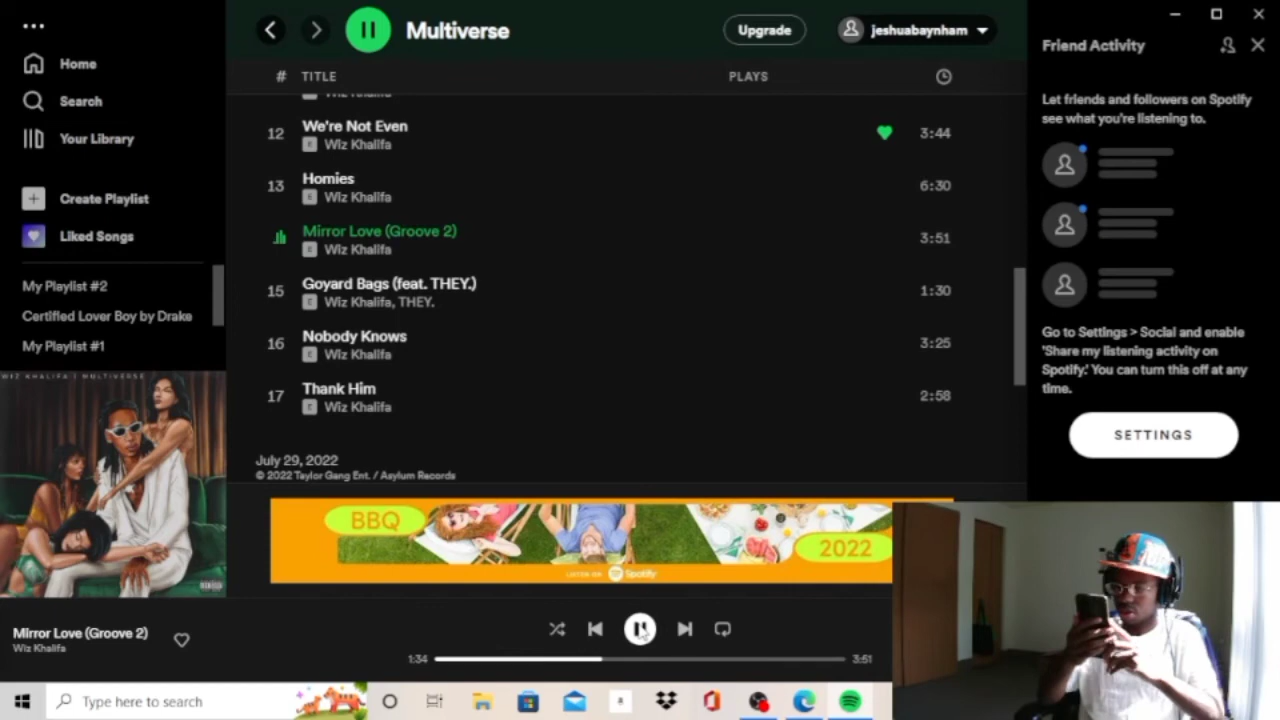 Home
Search
Your Library
Create Playlist
Liked Songs
My Playlist #2
Certified Lover Boy by Drake
My Playlist #1
WIZ KHALIFA | MULTIVERSE
Multiverse
Upgrade
jeshuabaynham
# TITLE PLAYS
Wiz Khalifa
12 We're Not Even 3:44
E Wiz Khalifa
13 Homies 6:30
E Wiz Khalifa
Mirror Love (Groove 2) 3:51
E Wiz Khalifa
15 Goyard Bags (feat. THEY.) 1:30
E Wiz Khalifa, THEY.
16 Nobody Knows 3:25
E Wiz Khalifa
17 Thank Him 2:58
E Wiz Khalifa
July 29, 2022
© 2022 Taylor Gang Ent. / Asylum Records
BBQ
2022
Spotify
Friend Activity
Let friends and followers on Spotify
see what you're listening to.
Go to Settings > Social and enable
'Share my listening activity on
Spotify.' You can turn this off at any
time.
SETTINGS
Mirror Love (Groove 2)
Wiz Khalifa
1:34 3:51
Type here to search